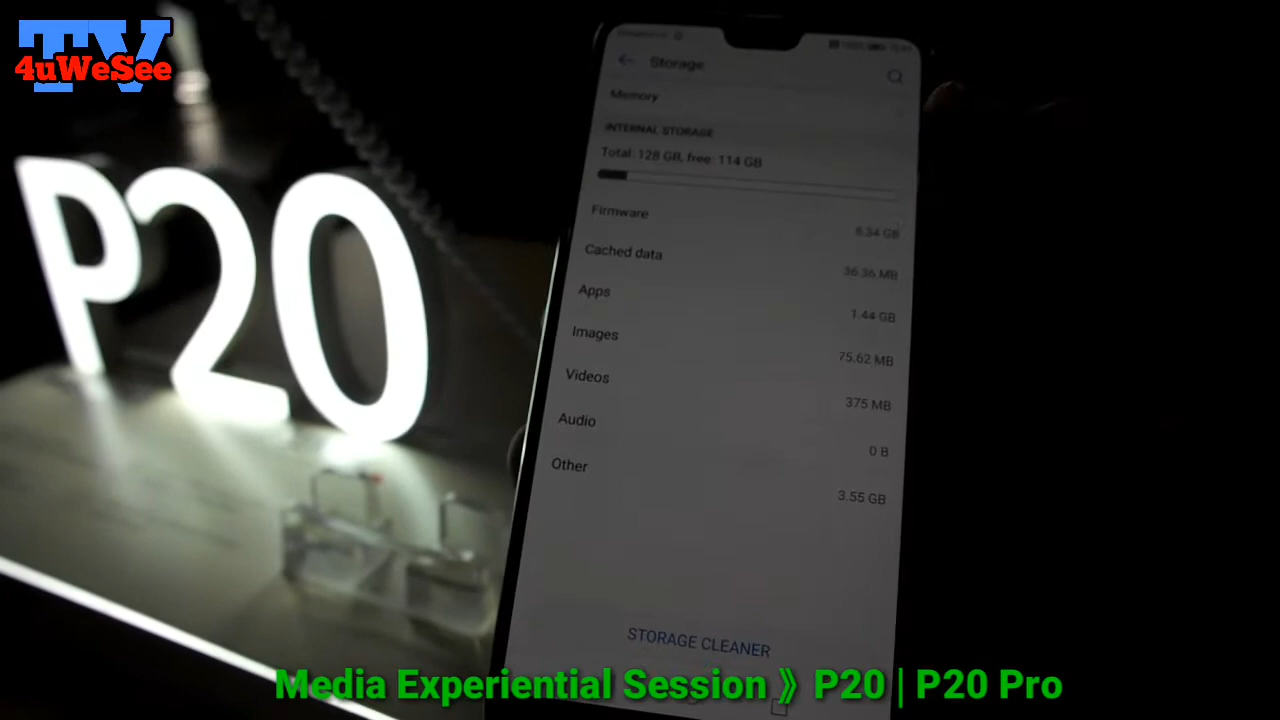 TV
4uWeSee
P20
Storage
Memory
INTERNAL STORAGE
Total: 128 GB, free: 114 GB
Firmware
8.34 GB
Cached data
36.36 MB
Apps
1.44 GB
Images
75.62 MB
Videos
375 MB
Audio
0 B
Other
3.55 GB
STORAGE CLEANER
Media Experiential Session 》 P20 | P20 Pro